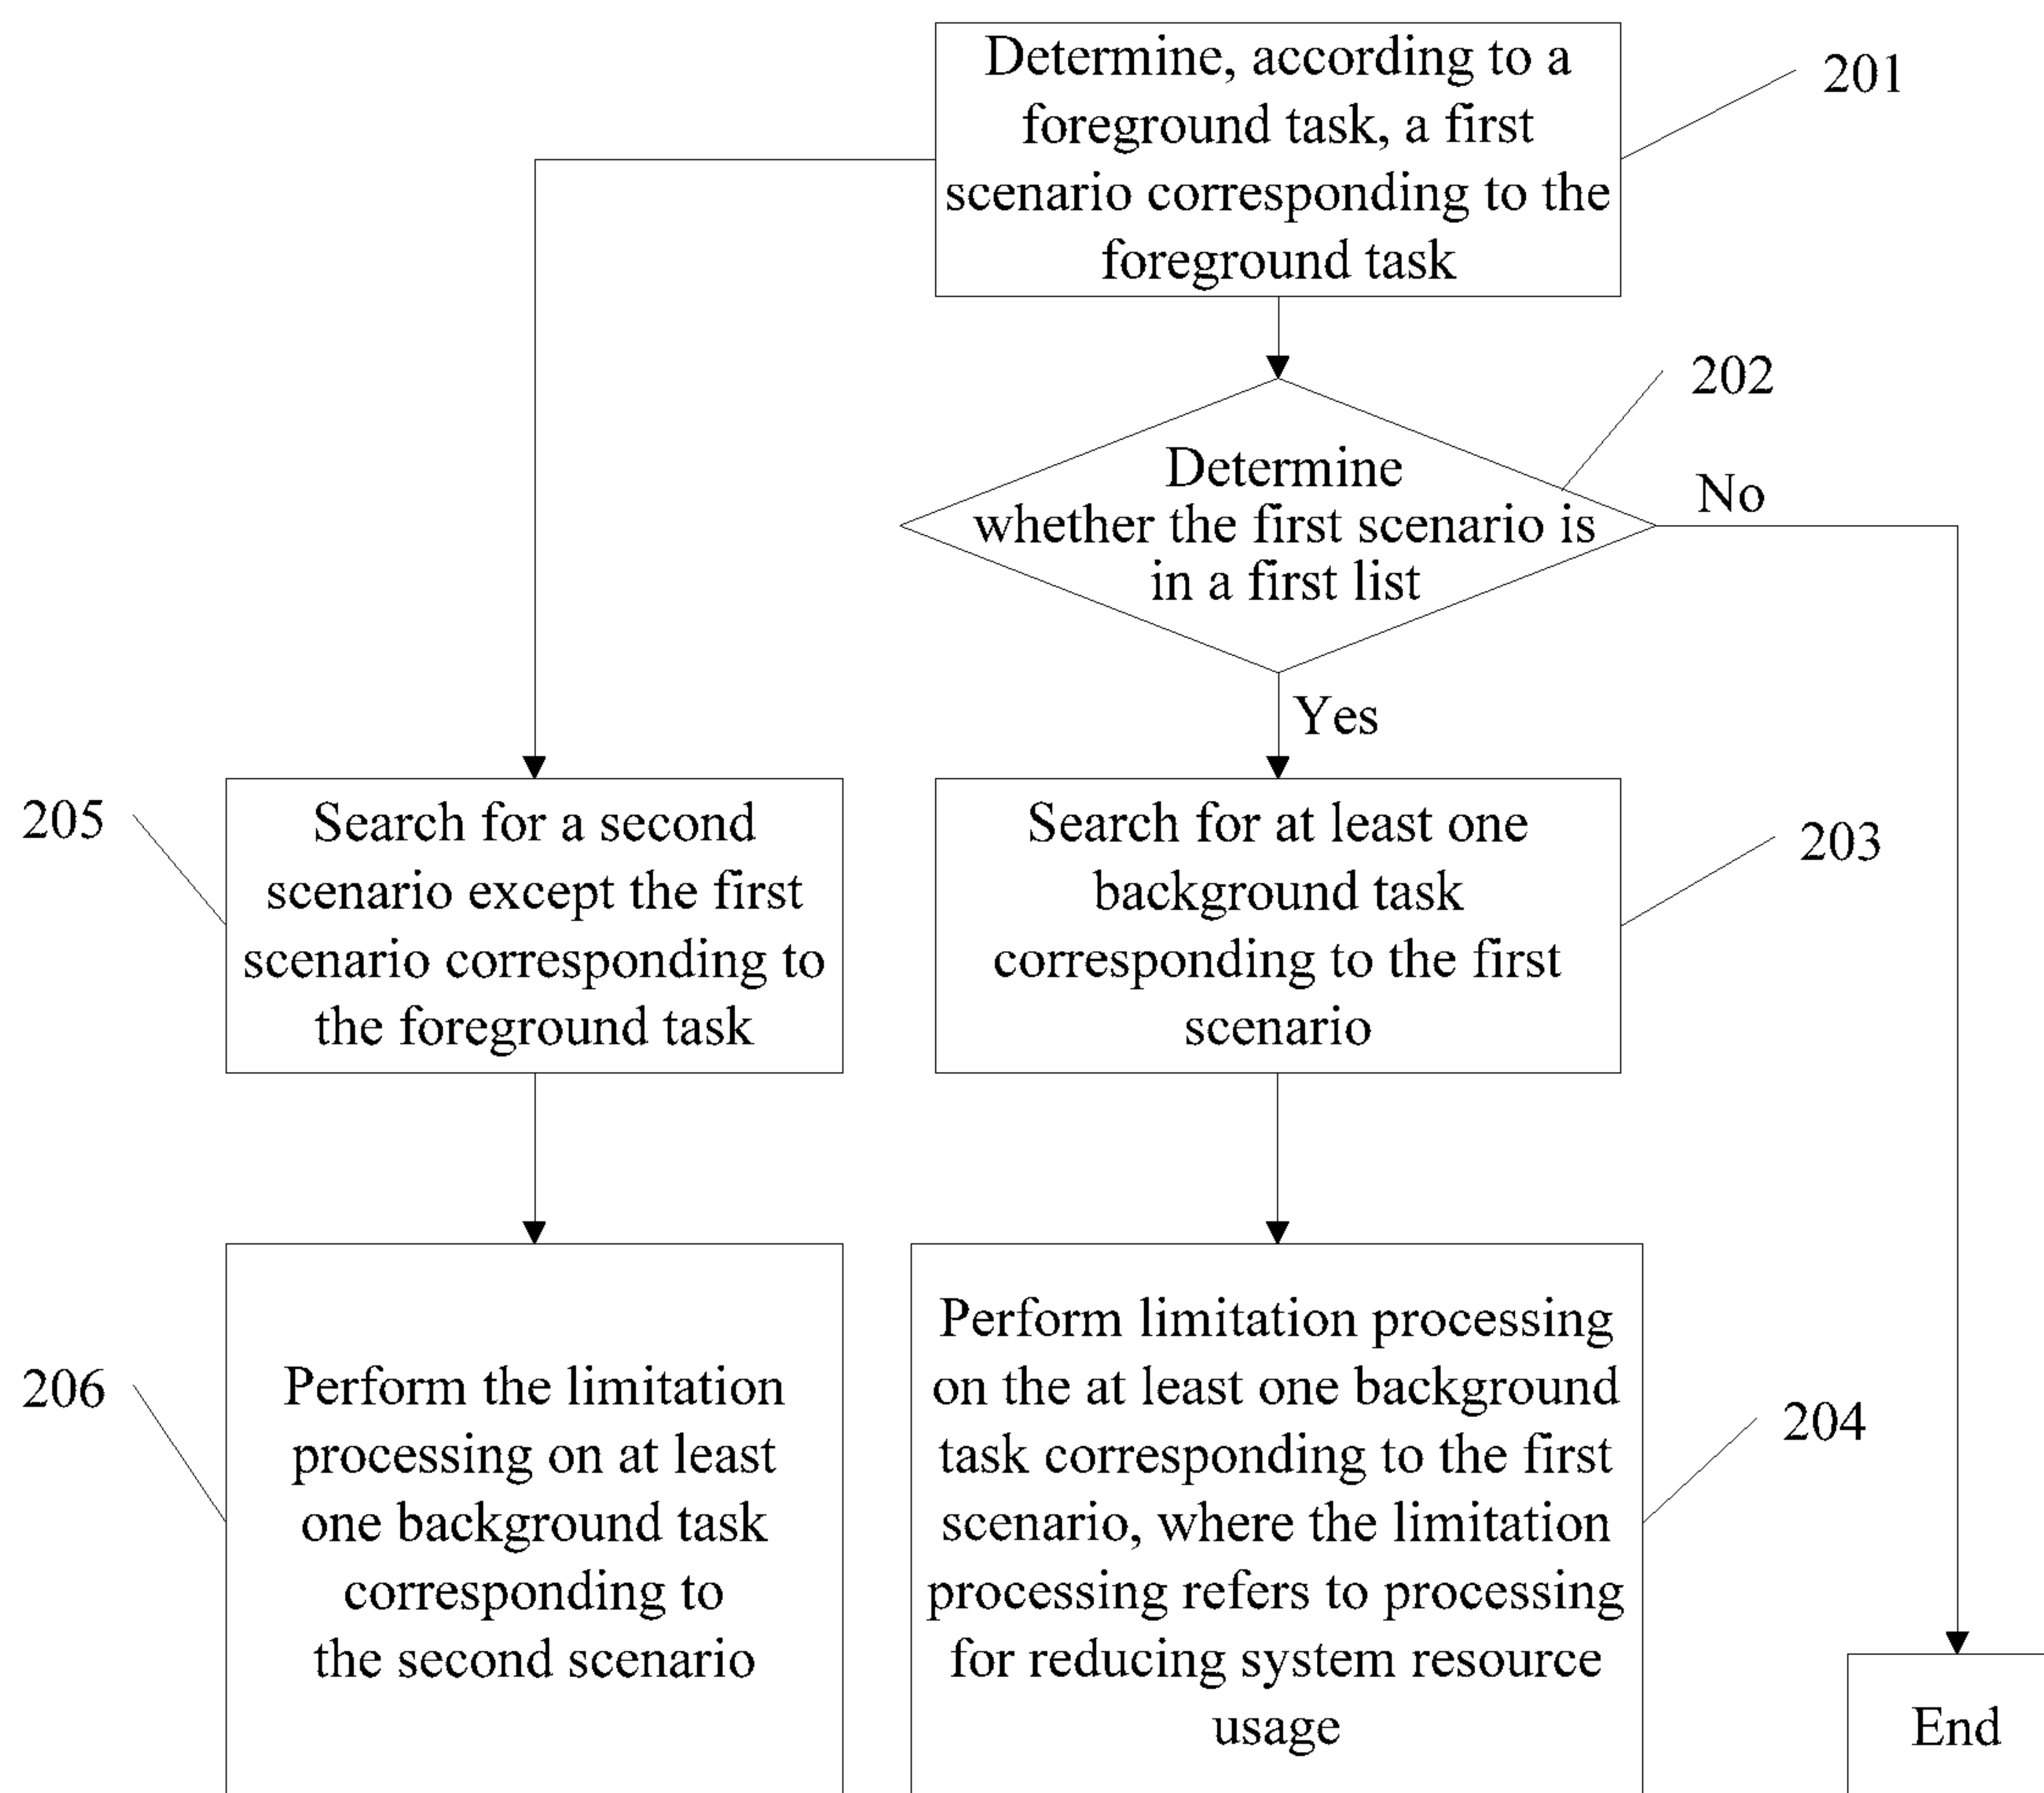 Determine, according to a
foreground task, a first
scenario corresponding to the
foreground task
201
202
Determine
whether the first scenario is
in a first list
No
Yes
205
Search for a second
scenario except the first
scenario corresponding to
the foreground task
Search for at least one
background task
corresponding to the first
scenario
203
206
Perform the limitation
processing on at least
one background task
corresponding to
the second scenario
Perform limitation processing
on the at least one background
task corresponding to the first
scenario, where the limitation
processing refers to processing
for reducing system resource
usage
204
End